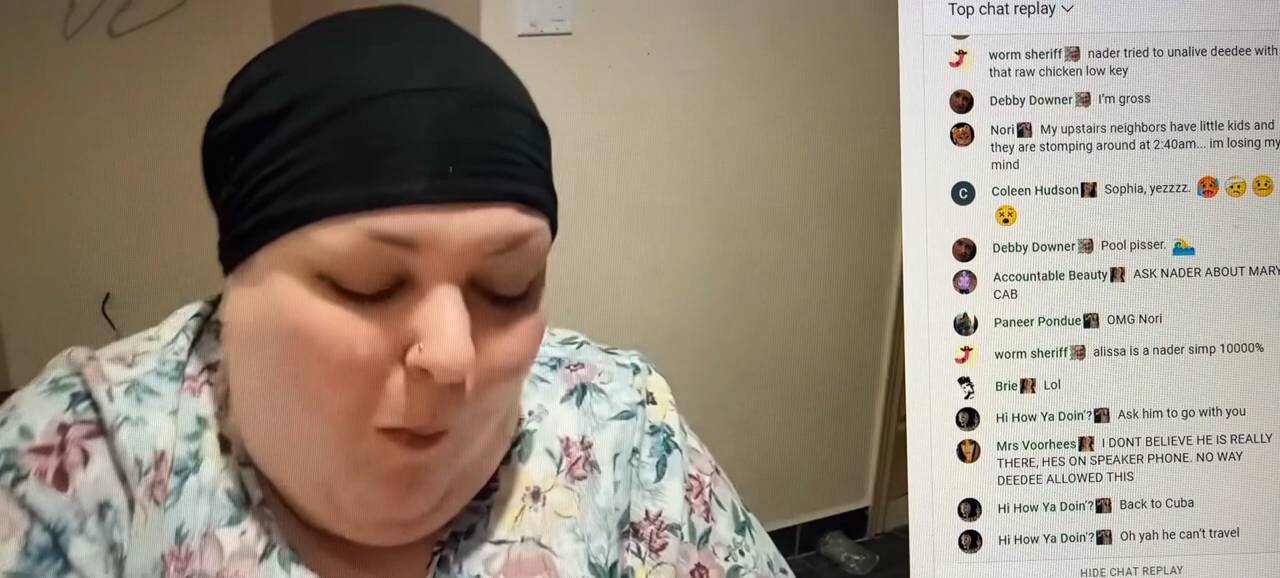 Top chat replay
worm sheriff nader tried to unalive deedee with
that raw chicken low key
Debby Downer I'm gross
Nori My upstairs neighbors have little kids and
they are stomping around at 2:40am... im losing my
mind
C
Coleen Hudson Sophia, yezzzz.
Debby Downer Pool pisser.
Accountable Beauty ASK NADER ABOUT MARY
CAB
Paneer Pondue OMG Nori
worm sheriff alissa is a nader simp 10000%
Brie Lol
Hi How Ya Doin'? Ask him to go with you
Mrs Voorhees I DONT BELIEVE HE IS REALLY
THERE, HES ON SPEAKER PHONE. NO WAY
DEEDEE ALLOWED THIS
Hi How Ya Doin'? Back to Cuba
Hi How Ya Doin'? Oh yah he can't travel
HIDE CHAT REPLAY